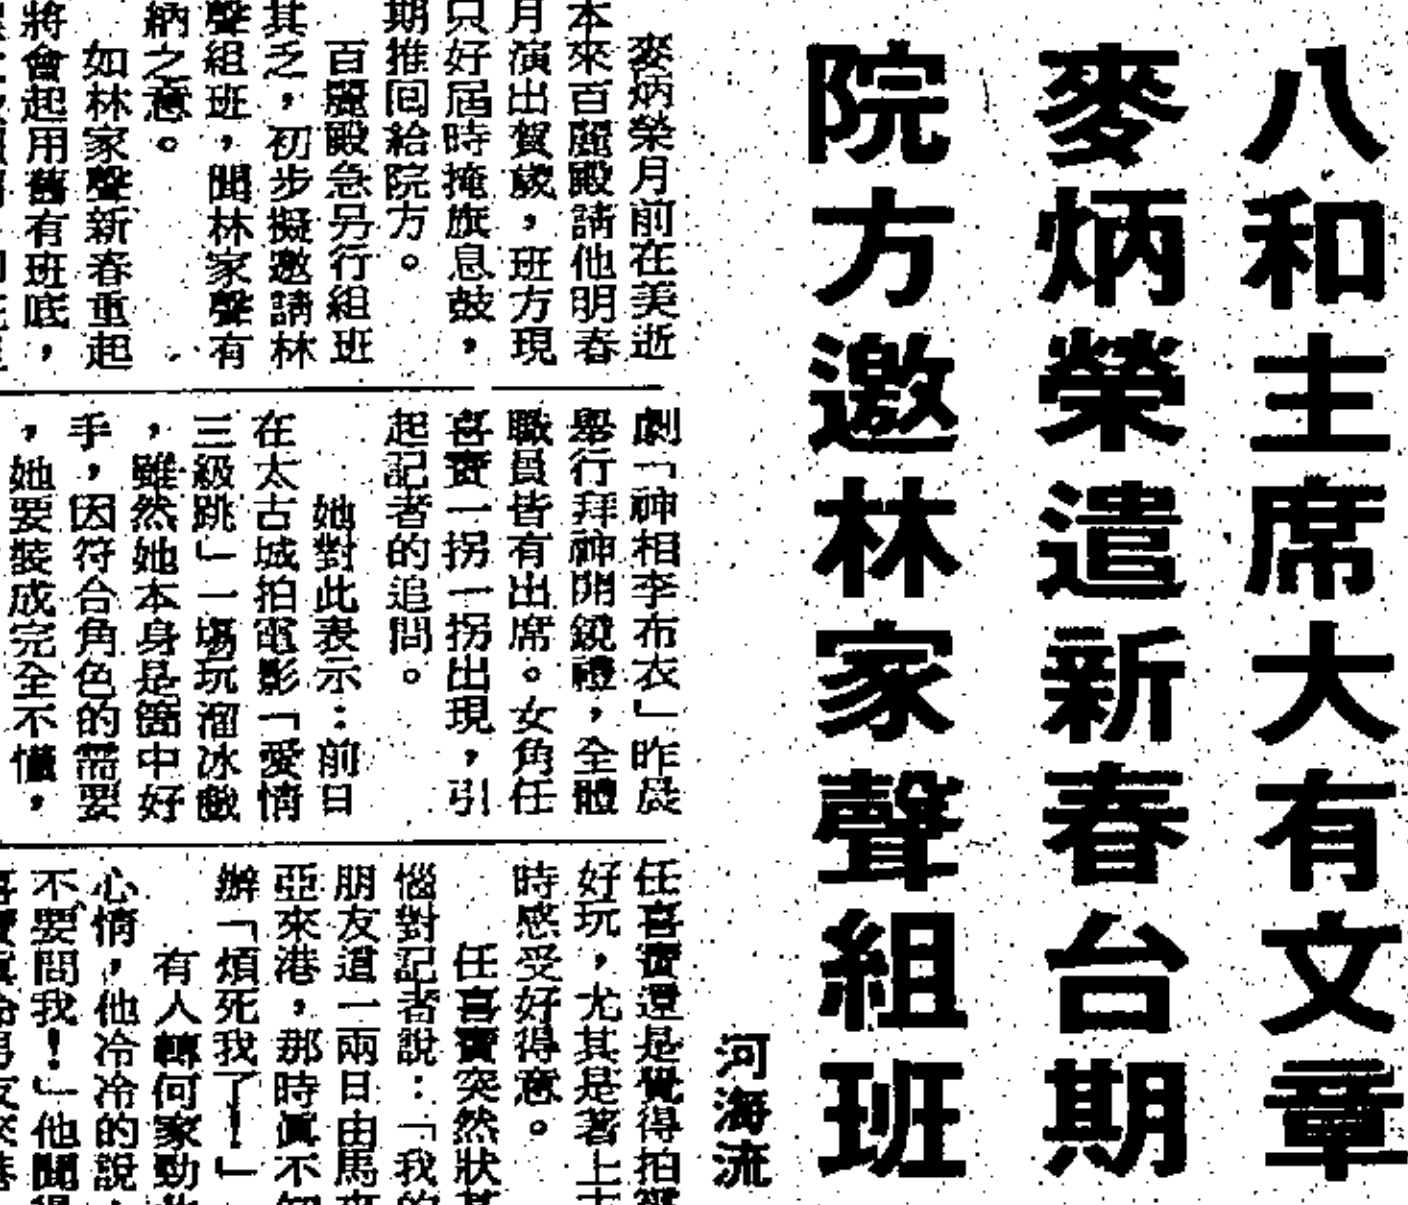 八和主席大有文章
麥炳榮遺新春台期
院方邀林家聲組班
河海流
麥炳榮月前在美逝
本來百麗殿請他明春
月演出賀歲，班方現
只好屆時掩旗息鼓，
期推囘給院方。
百麗殿急另行組班
其乏，初步擬邀請林
聲組班，聞林家聲有
納之意。
如林家聲新春重起
將會起用舊有班底，
劇「神相李布衣」昨晨
舉行拜神開鏡禮，全體
職員皆有出席。女角任
喜寶一拐一拐出現，引
起記者的追問。
她對此表示：前日
在太古城拍電影「愛情
三級跳」一場玩溜冰戲
，雖然她本身是箇中好
手，因符合角色的需要
，她要裝成完全不懂，
任喜寶還是覺得拍
好玩，尤其是著上
時感受好得意。
任喜寶突然狀甚
惱對記者說：「我的
朋友道一兩日由馬來
亞來港，那時眞不知
辦「煩死我了！」
有人轉何家勁
心情，他冷冷的說，
不要問我！」他聞得